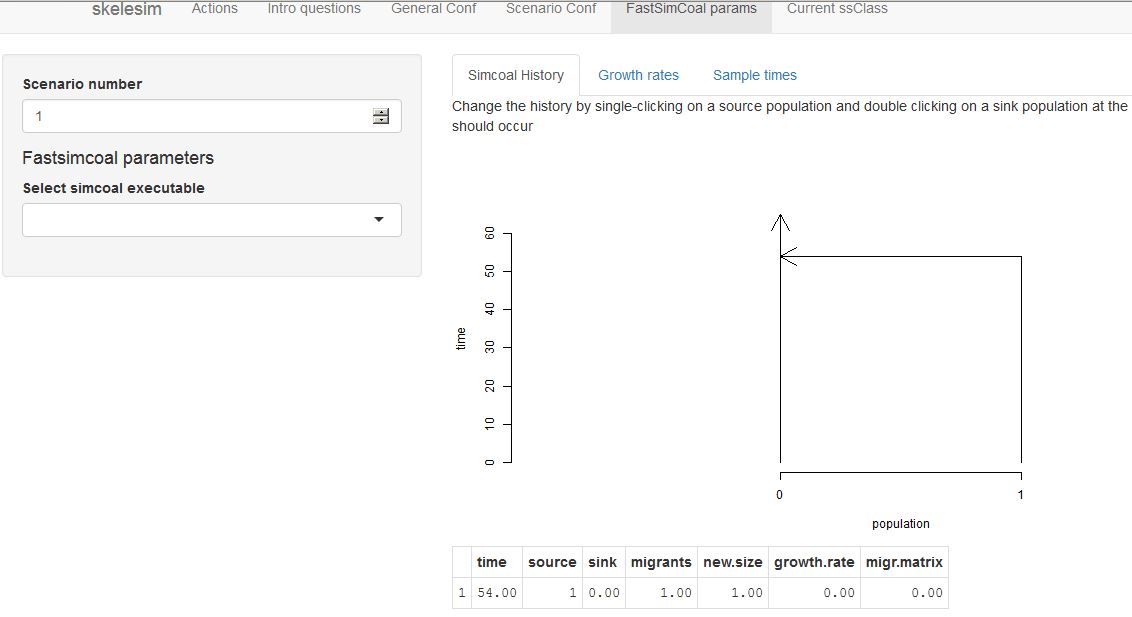 skelesim Actions Intro questions General Conf Scenario Conf FastSimCoal params Current ssClass
Scenario number
1
Fastsimcoal parameters
Select simcoal executable
Simcoal History Growth rates Sample times
Change the history by single-clicking on a source population and double clicking on a sink population at the
should occur
60
50
40
30
20
10
0
time
0 1
population
time source sink migrants new.size growth.rate migr.matrix
1 54.00 1 0.00 1.00 1.00 0.00 0.00